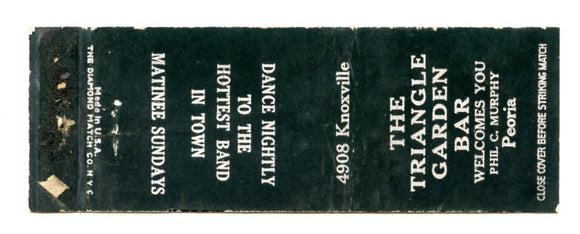 THE
TRIANGLE
GARDEN
BAR
WELCOMES YOU
PHIL C. MURPHY
Peoria
CLOSE COVER BEFORE STRIKING MATCH
4908 Knoxville
DANCE NIGHTLY
TO THE
HOTTEST BAND
IN TOWN
MATINEE SUNDAYS
Made in U.S.A.
THE DIAMOND MATCH CO. N.Y.C.